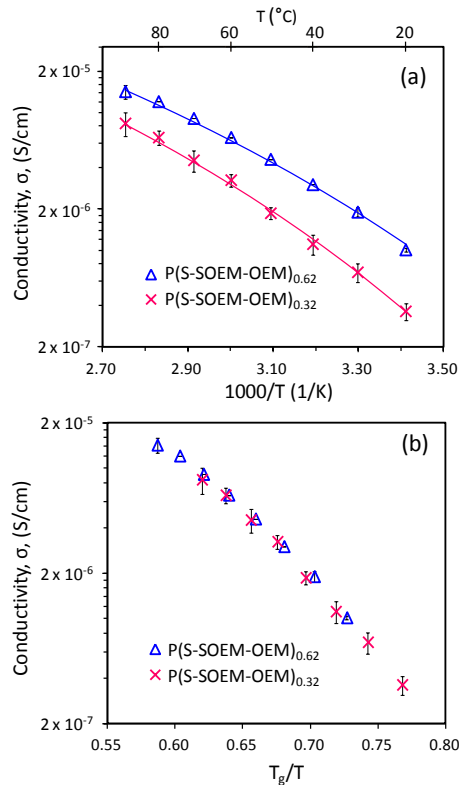 T (°C)
80 60 40 20
2 x 10⁻⁵
(a)
2 x 10⁻⁶
P(S-SOEM-OEM)₀.₆₂
P(S-SOEM-OEM)₀.₃₂
2 x 10⁻⁷
Conductivity, σ, (S/cm)
2.70 2.90 3.10 3.30 3.50
1000/T (1/K)
2 x 10⁻⁵
(b)
2 x 10⁻⁶
P(S-SOEM-OEM)₀.₆₂
P(S-SOEM-OEM)₀.₃₂
2 x 10⁻⁷
Conductivity, σ, (S/cm)
0.55 0.60 0.65 0.70 0.75 0.80
Tg/T